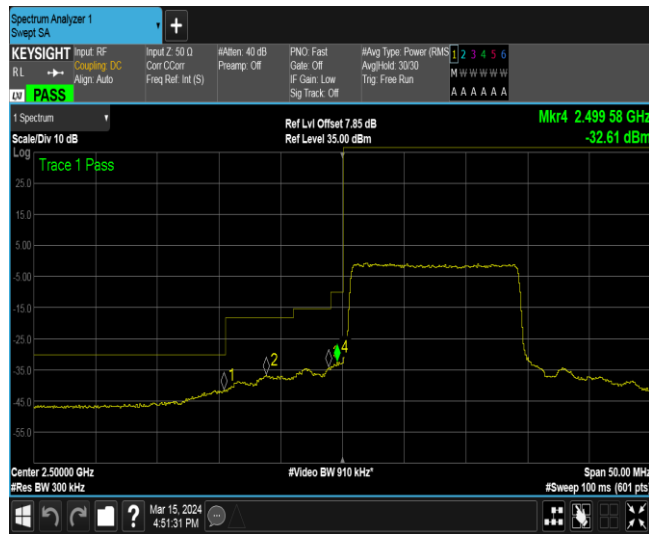 Spectrum Analyzer 1
Swept SA
+
KEYSIGHT
RL
LXI PASS
Input: RF
Coupling: DC
Align: Auto
Input Z: 50 Ω
Corr CCorr
Freq Ref: Int (S)
#Atten: 40 dB
Preamp: Off
PNO: Fast
Gate: Off
IF Gain: Low
Sig Track: Off
#Avg Type: Power (RMS
Avg|Hold: 30/30
Trig: Free Run
1 2 3 4 5 6
M W W W W W
A A A A A A
1 Spectrum
Scale/Div 10 dB
Log
Ref Lvl Offset 7.85 dB
Ref Level 35.00 dBm
Mkr4 2.499 58 GHz
-32.61 dBm
Trace 1 Pass
25.0
15.0
5.00
-5.00
-15.0
-25.0
-35.0
-45.0
-55.0
1
2
4
Center 2.50000 GHz
#Res BW 300 kHz
#Video BW 910 kHz*
Span 50.00 MHz
#Sweep 100 ms (601 pts
?
Mar 15, 2024
4:51:31 PM